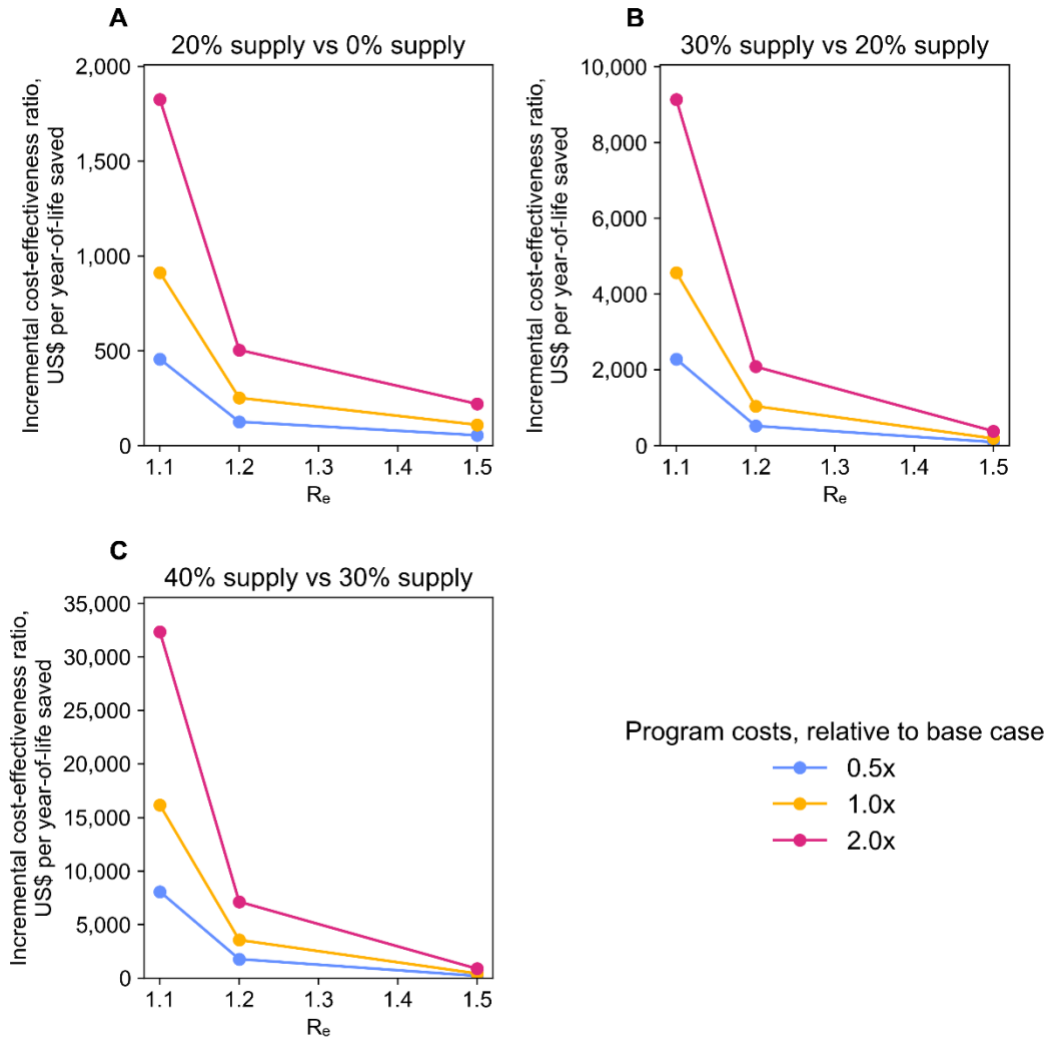 A
20% supply vs 0% supply
Incremental cost-effectiveness ratio,
US$ per year-of-life saved
2,000
1,500
1,000
500
0
1.1 1.2 1.3 1.4 1.5
Rₑ
B
30% supply vs 20% supply
Incremental cost-effectiveness ratio,
US$ per year-of-life saved
10,000
8,000
6,000
4,000
2,000
0
1.1 1.2 1.3 1.4 1.5
Rₑ
C
40% supply vs 30% supply
Incremental cost-effectiveness ratio,
US$ per year-of-life saved
35,000
30,000
25,000
20,000
15,000
10,000
5,000
0
1.1 1.2 1.3 1.4 1.5
Rₑ
Program costs, relative to base case
0.5x
1.0x
2.0x